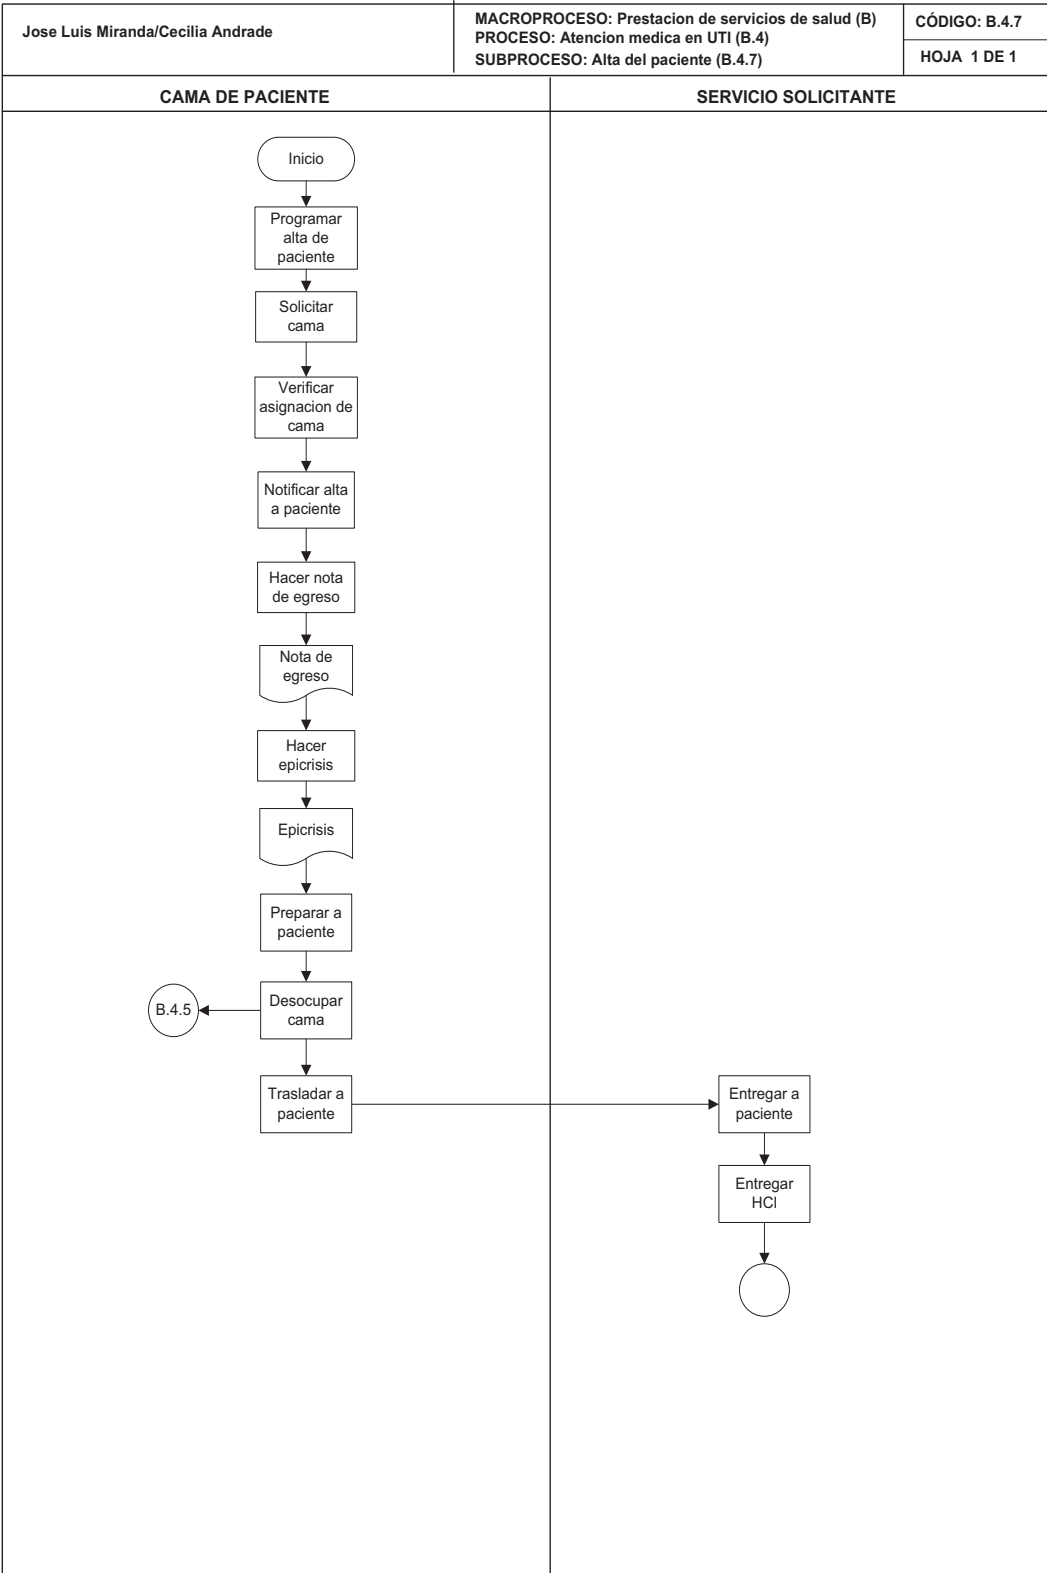 Jose Luis Miranda/Cecilia Andrade
MACROPROCESO: Prestacion de servicios de salud (B)
PROCESO: Atencion medica en UTI (B.4)
SUBPROCESO: Alta del paciente (B.4.7)
CÓDIGO: B.4.7
HOJA 1 DE 1
CAMA DE PACIENTE
SERVICIO SOLICITANTE
Inicio
Programar
alta de
paciente
Solicitar
cama
Verificar
asignacion de
cama
Notificar alta
a paciente
Hacer nota
de egreso
Nota de
egreso
Hacer
epicrisis
Epicrisis
Preparar a
paciente
Desocupar
cama
B.4.5
Trasladar a
paciente
Entregar a
paciente
Entregar
HCl